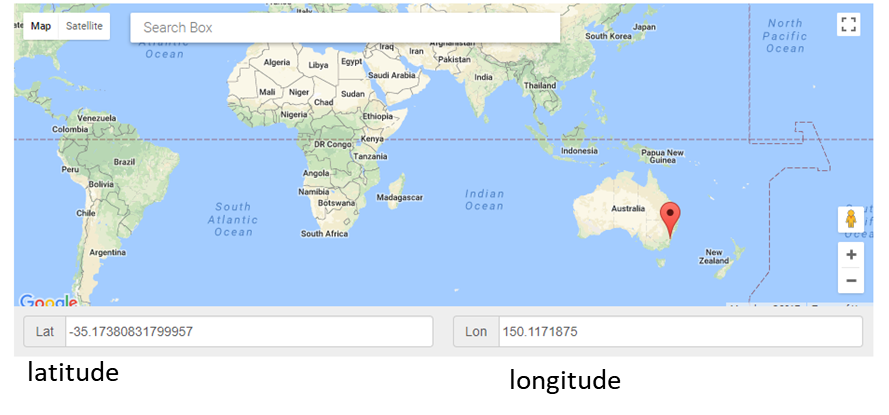 Map Satellite
Search Box
North
Pacific
Ocean
Japan
South Korea
Iraq
Iran
Afghanistan
Pakistan
Algeria
Libya
Egypt
Saudi Arabia
India
Thailand
Mali
Niger
Chad
Sudan
Nigeria
Ethiopia
Venezuela
Colombia
DR Congo
Kenya
Tanzania
Indonesia
Papua New
Guinea
Brazil
Peru
Bolivia
Angola
Namibia
Botswana
Madagascar
Indian
Ocean
South
Atlantic
Ocean
Australia
Chile
South Africa
Argentina
New
Zealand
Google
Lat -35.17380831799957 Lon 150.1171875
latitude
longitude